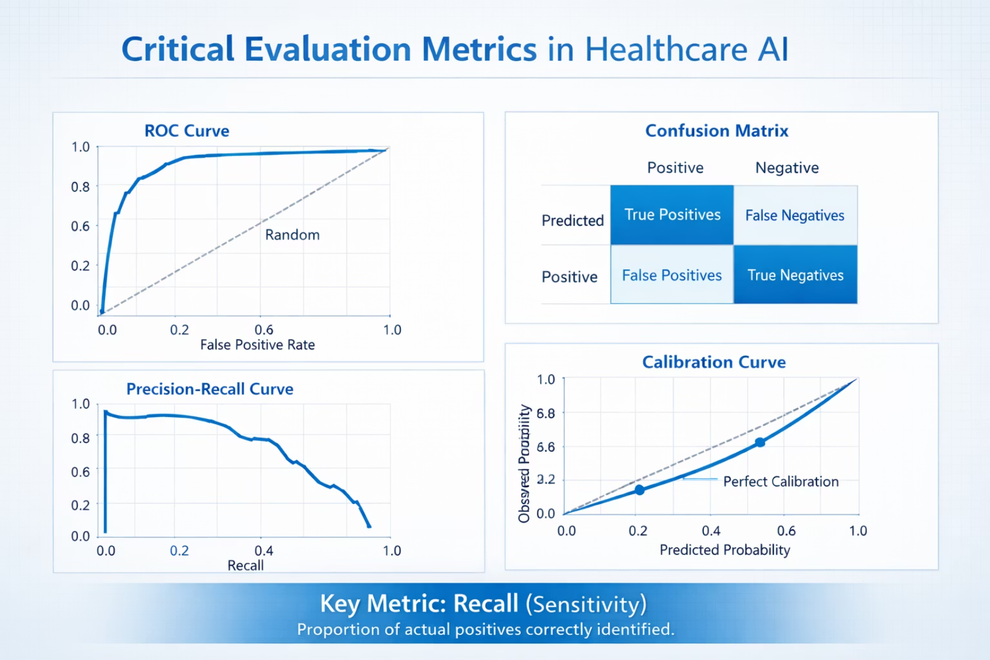 Critical Evaluation Metrics in Healthcare AI
ROC Curve
1.0
0.8
0.6
0.2
0.0
Random
0.0 0.2 0.6 1.0
False Positive Rate
Confusion Matrix
Positive Negative
Predicted True Positives False Negatives
Positive False Positives True Negatives
Precision-Recall Curve
1.0
0.8
0.6
0.2
0.0
0.0 0.2 0.4 1.0
Recall
Calibration Curve
1.0
6.8
5.6
3.2
0.0
Perfect Calibration
0.0 0.2 0.4 0.6 1.0
Predicted Probability
Key Metric: Recall (Sensitivity)
Proportion of actual positives correctly identified.